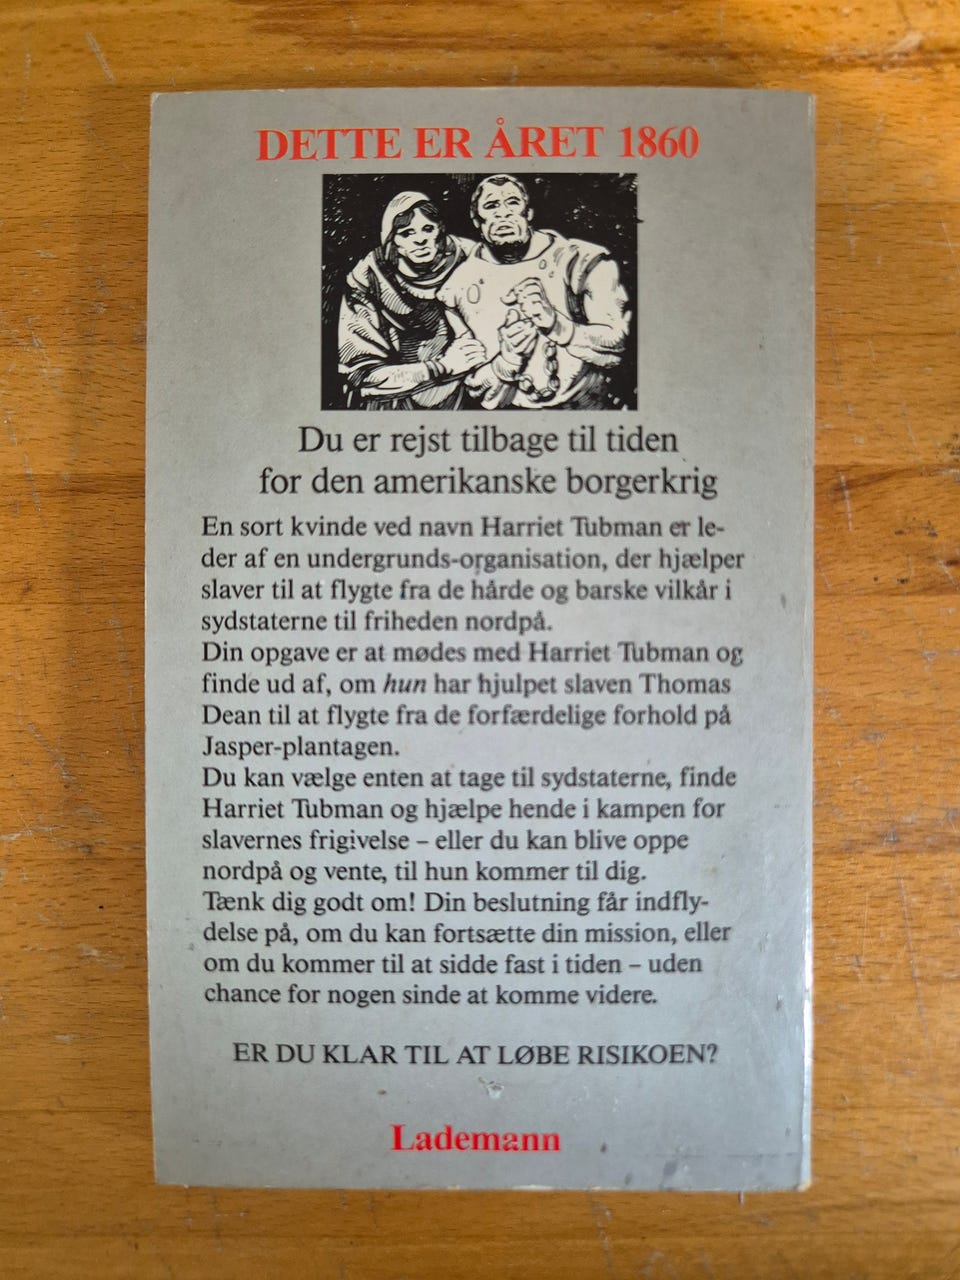 DETTE ER ÅRET 1860
Du er rejst tilbage til tiden
for den amerikanske borgerkrig
En sort kvinde ved navn Harriet Tubman er le-
der af en undergrunds-organisation, der hjælper
slaver til at flygte fra de hårde og barske vilkår i
sydstaterne til friheden nordpå.
Din opgave er at mødes med Harriet Tubman og
finde ud af, om hun har hjulpet slaven Thomas
Dean til at flygte fra de forfærdelige forhold på
Jasper-plantagen.
Du kan vælge enten at tage til sydstaterne, finde
Harriet Tubman og hjælpe hende i kampen for
slavernes frigivelse – eller du kan blive oppe
nordpå og vente, til hun kommer til dig.
Tænk dig godt om! Din beslutning får indfly-
delse på, om du kan fortsætte din mission, eller
om du kommer til at sidde fast i tiden – uden
chance for nogen sinde at komme videre.
ER DU KLAR TIL AT LØBE RISIKOEN?
Lademann